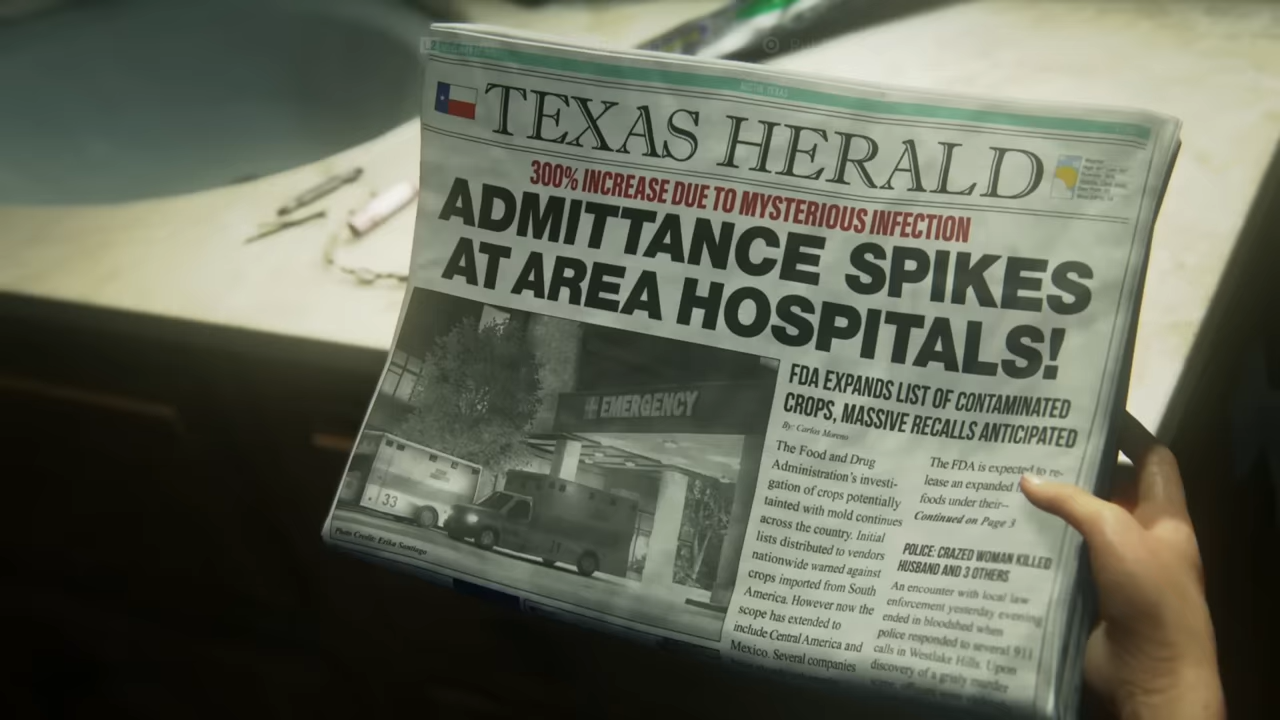 AUSTIN, TEXAS
TEXAS HERALD
300% INCREASE DUE TO MYSTERIOUS INFECTION
ADMITTANCE SPIKES
AT AREA HOSPITALS!
EMERGENCY
33
Photo Credit: Erika Santiago
FDA EXPANDS LIST OF CONTAMINATED
CROPS, MASSIVE RECALLS ANTICIPATED
By: Carlos Moreno
The Food and Drug
Administration's investi-
gation of crops potentially
tainted with mold continues
across the country. Initial
lists distributed to vendors
nationwide warned against
crops imported from South
America. However now the
scope has extended to
include Central America and
Mexico. Several companies
The FDA is expected to re-
lease an expanded
foods under their--
Continued on Page 3
POLICE: CRAZED WOMAN KILLED
HUSBAND AND 3 OTHERS
An encounter with local law
enforcement yesterday evening
ended in bloodshed when
police responded to several 911
calls in Westlake Hills. Upon
discovery of a grisly murder